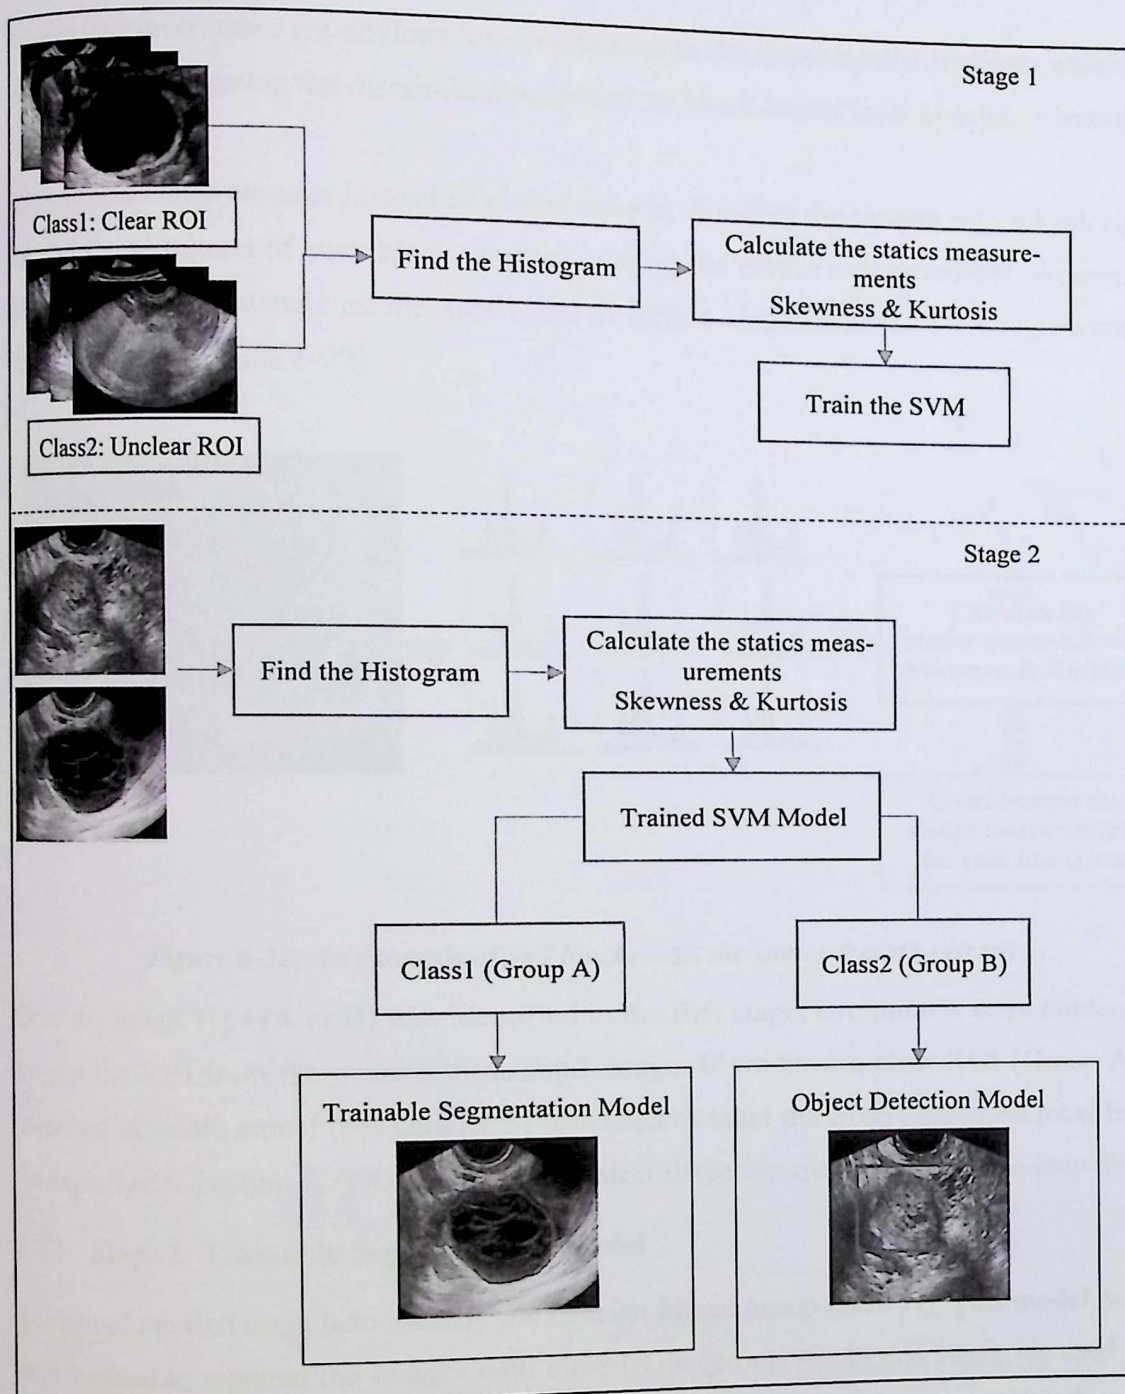 Stage 1
Class1: Clear ROI
Find the Histogram
Calculate the statics measure-
ments
Skewness & Kurtosis
Train the SVM
Class2: Unclear ROI
Stage 2
Find the Histogram
Calculate the statics meas-
urements
Skewness & Kurtosis
Trained SVM Model
Class1 (Group A)
Class2 (Group B)
Trainable Segmentation Model
Object Detection Model